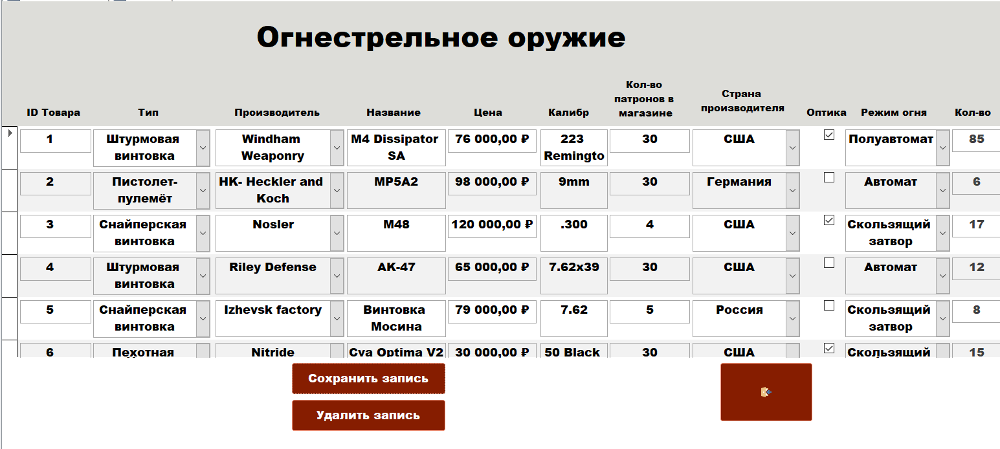 Огнестрельное оружие
ID Товара Тип Производитель Название Цена Калибр Кол-во патронов в магазине Страна производителя Оптика Режим огня Кол-во
1 Штурмовая винтовка Windham Weaponry M4 Dissipator SA 76 000,00 ₽ 223 Remingto 30 США Полуавтомат 85
2 Пистолет-пулемёт HK- Heckler and Koch MP5A2 98 000,00 ₽ 9mm 30 Германия Автомат 6
3 Снайперская винтовка Nosler M48 120 000,00 ₽ .300 4 США Скользящий затвор 17
4 Штурмовая винтовка Riley Defense АК-47 65 000,00 ₽ 7.62x39 30 США Автомат 12
5 Снайперская винтовка Izhevsk factory Винтовка Мосина 79 000,00 ₽ 7.62 5 Россия Скользящий затвор 8
6 Пехотная Nitride Cva Optima V2 30 000,00 ₽ 50 Black 30 США Скользящий 15
Сохранить запись
Удалить запись